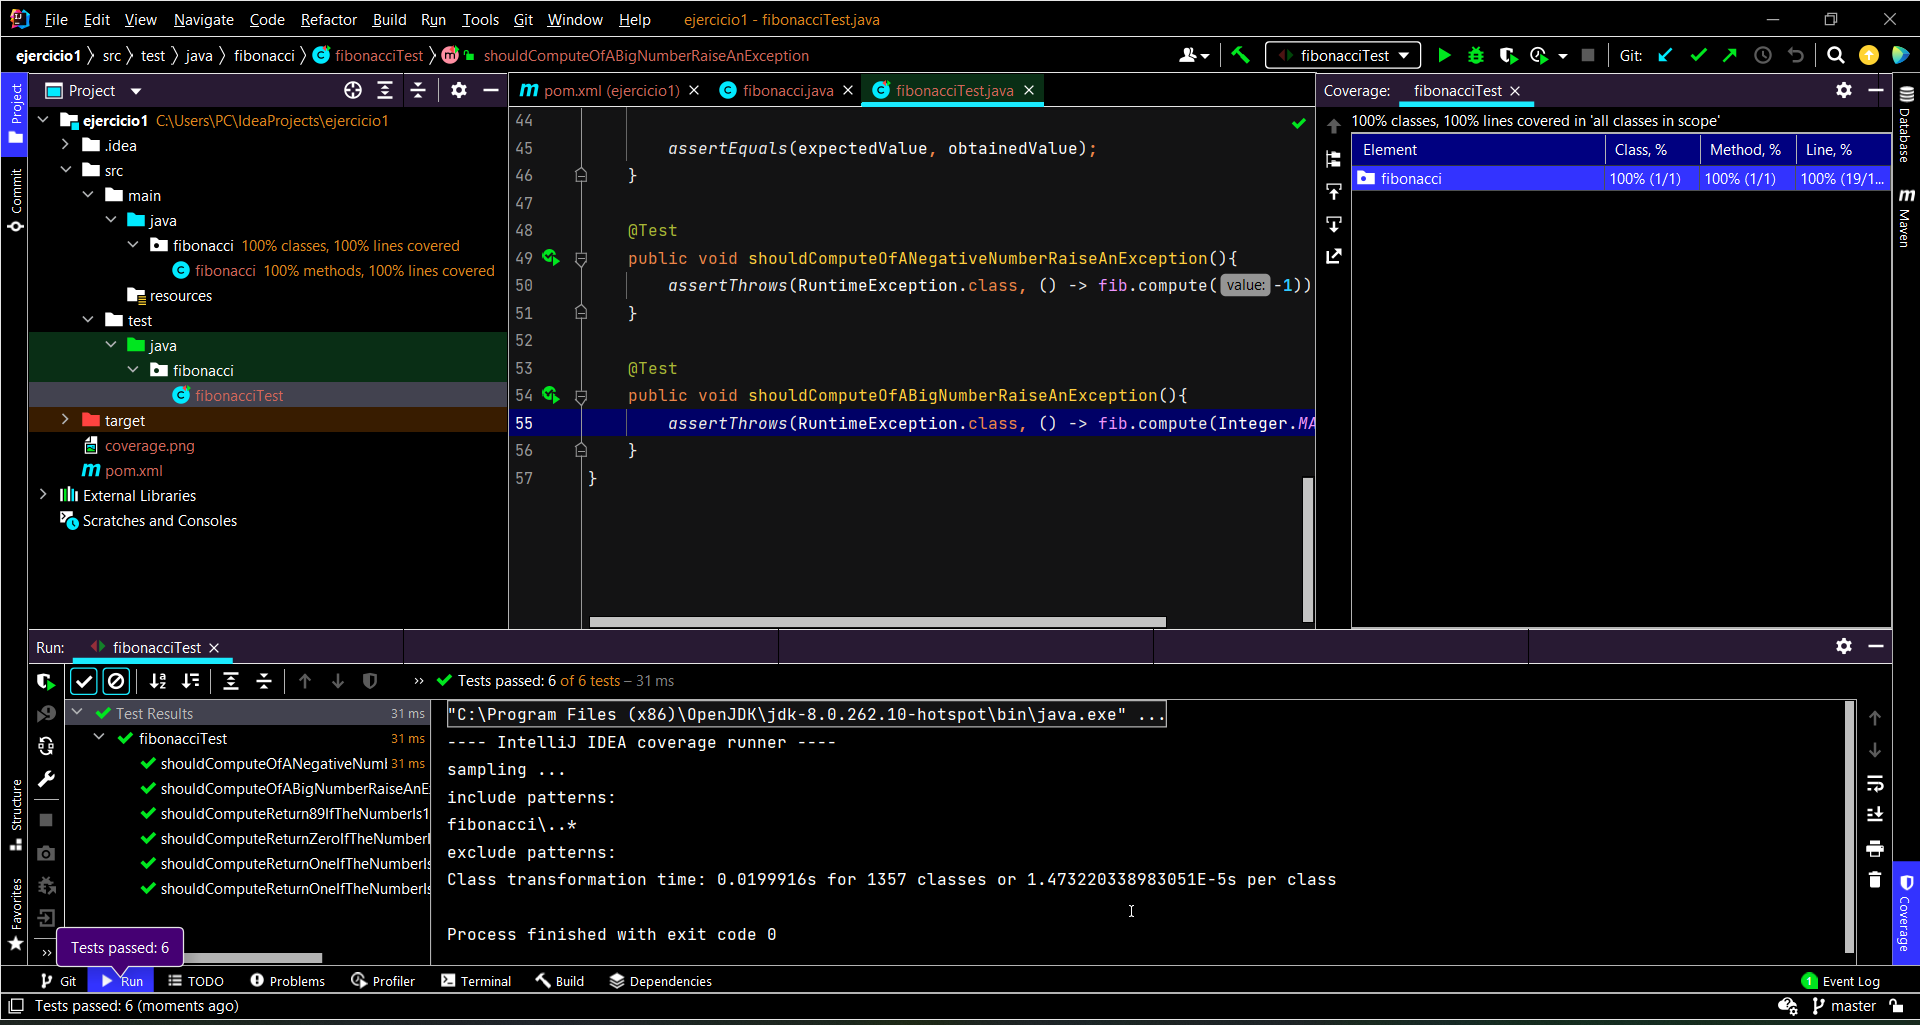 File Edit View Navigate Code Refactor Build Run Tools Git Window Help ejercicio1 - fibonacciTest.java
ejercicio1 src test java fibonacci fibonacciTest shouldComputeOfABigNumberRaiseAnException fibonacciTest Git:
Project
Commit
Structure
Favorites
Project
ejercicio1 C:\Users\PC\IdeaProjects\ejercicio1
.idea
src
main
java
fibonacci 100% classes, 100% lines covered
fibonacci 100% methods, 100% lines covered
resources
test
java
fibonacci
fibonacciTest
target
coverage.png
pom.xml
External Libraries
Scratches and Consoles
pom.xml (ejercicio1) fibonacci.java fibonacciTest.java
44
45 assertEquals(expectedValue, obtainedValue);
46 }
47
48 @Test
49 public void shouldComputeOfANegativeNumberRaiseAnException(){
50 assertThrows(RuntimeException.class, () -> fib.compute( value: -1))
51 }
52
53 @Test
54 public void shouldComputeOfABigNumberRaiseAnException(){
55 assertThrows(RuntimeException.class, () -> fib.compute(Integer.MA
56 }
57 }
Coverage: fibonacciTest
100% classes, 100% lines covered in 'all classes in scope'
Element Class, % Method, % Line, %
fibonacci 100% (1/1) 100% (1/1) 100% (19/1...
Database
Maven
Coverage
Run: fibonacciTest
Tests passed: 6 of 6 tests – 31 ms
Test Results 31 ms
fibonacciTest 31 ms
shouldComputeOfANegativeNuml 31 ms
shouldComputeOfABigNumberRaiseAnE
shouldComputeReturn89IfTheNumberIs1
shouldComputeReturnZeroIfTheNumberI
shouldComputeReturnOneIfTheNumberIs
shouldComputeReturnOneIfTheNumberIs
"C:\Program Files (x86)\OpenJDK\jdk-8.0.262.10-hotspot\bin\java.exe" ...
---- IntelliJ IDEA coverage runner ----
sampling ...
include patterns:
fibonacci\..*
exclude patterns:
Class transformation time: 0.0199916s for 1357 classes or 1.473220338983051E-5s per class
Process finished with exit code 0
Tests passed: 6
Git Run TODO Problems Profiler Terminal Build Dependencies 1 Event Log
Tests passed: 6 (moments ago) master